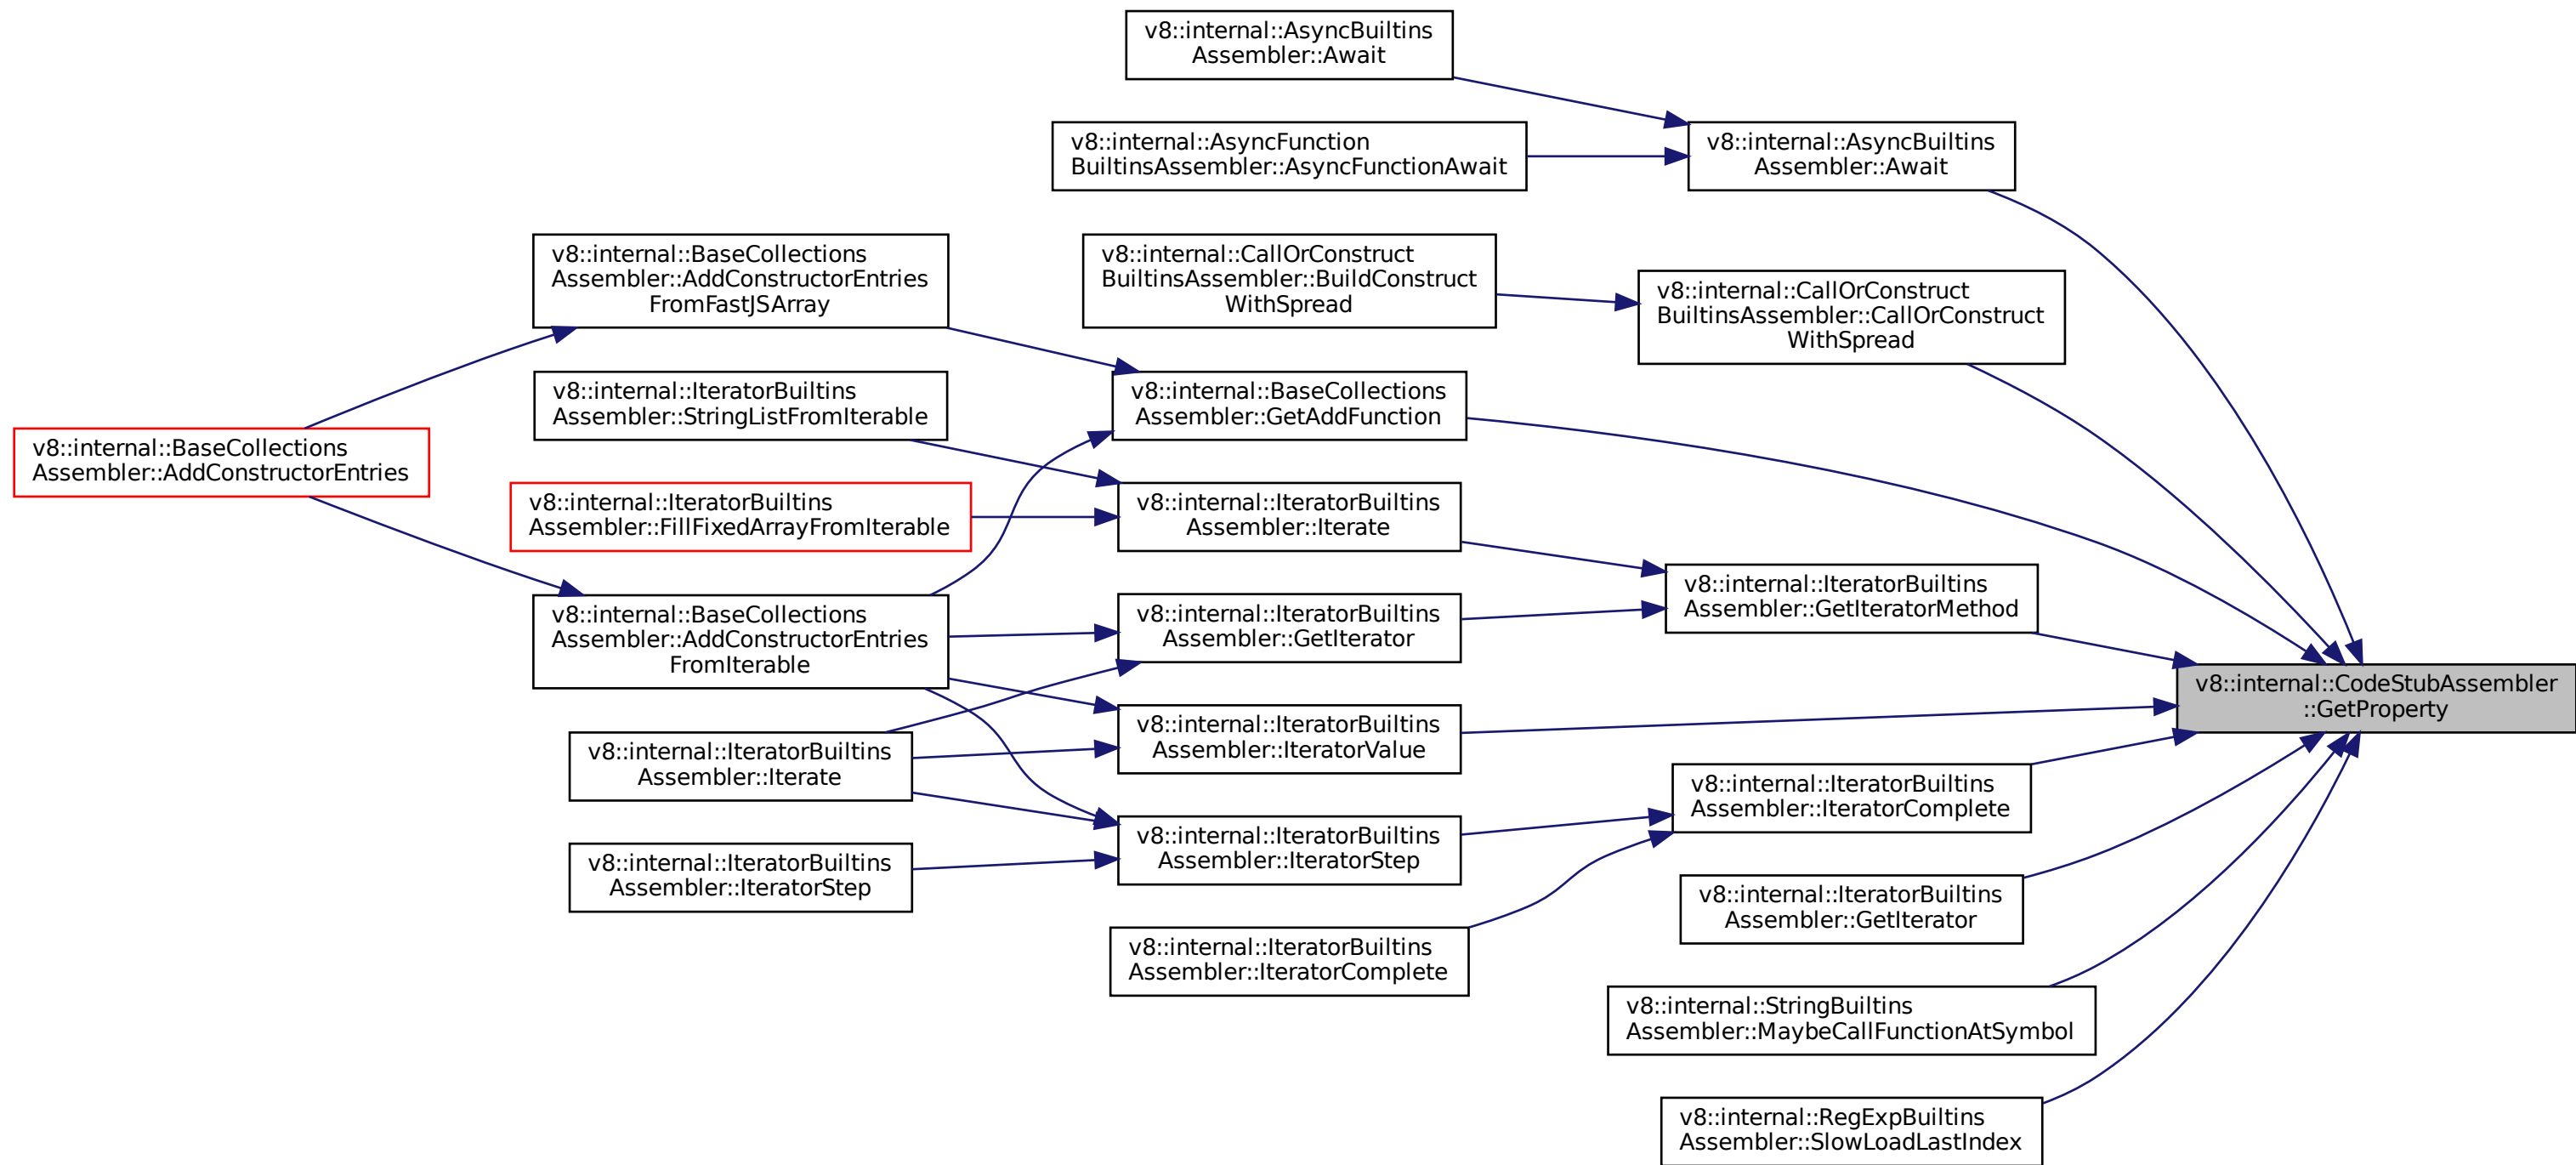 v8::internal::AsyncBuiltins
Assembler::Await
v8::internal::AsyncFunction
BuiltinsAssembler::AsyncFunctionAwait
v8::internal::AsyncBuiltins
Assembler::Await
v8::internal::BaseCollections
Assembler::AddConstructorEntries
FromFastJSArray
v8::internal::CallOrConstruct
BuiltinsAssembler::BuildConstruct
WithSpread
v8::internal::CallOrConstruct
BuiltinsAssembler::CallOrConstruct
WithSpread
v8::internal::IteratorBuiltins
Assembler::StringListFromIterable
v8::internal::BaseCollections
Assembler::GetAddFunction
v8::internal::BaseCollections
Assembler::AddConstructorEntries
v8::internal::IteratorBuiltins
Assembler::FillFixedArrayFromIterable
v8::internal::IteratorBuiltins
Assembler::Iterate
v8::internal::IteratorBuiltins
Assembler::GetIteratorMethod
v8::internal::BaseCollections
Assembler::AddConstructorEntries
FromIterable
v8::internal::IteratorBuiltins
Assembler::GetIterator
v8::internal::CodeStubAssembler
::GetProperty
v8::internal::IteratorBuiltins
Assembler::IteratorValue
v8::internal::IteratorBuiltins
Assembler::Iterate
v8::internal::IteratorBuiltins
Assembler::IteratorComplete
v8::internal::IteratorBuiltins
Assembler::IteratorStep
v8::internal::IteratorBuiltins
Assembler::IteratorStep
v8::internal::IteratorBuiltins
Assembler::GetIterator
v8::internal::IteratorBuiltins
Assembler::IteratorComplete
v8::internal::StringBuiltins
Assembler::MaybeCallFunctionAtSymbol
v8::internal::RegExpBuiltins
Assembler::SlowLoadLastIndex